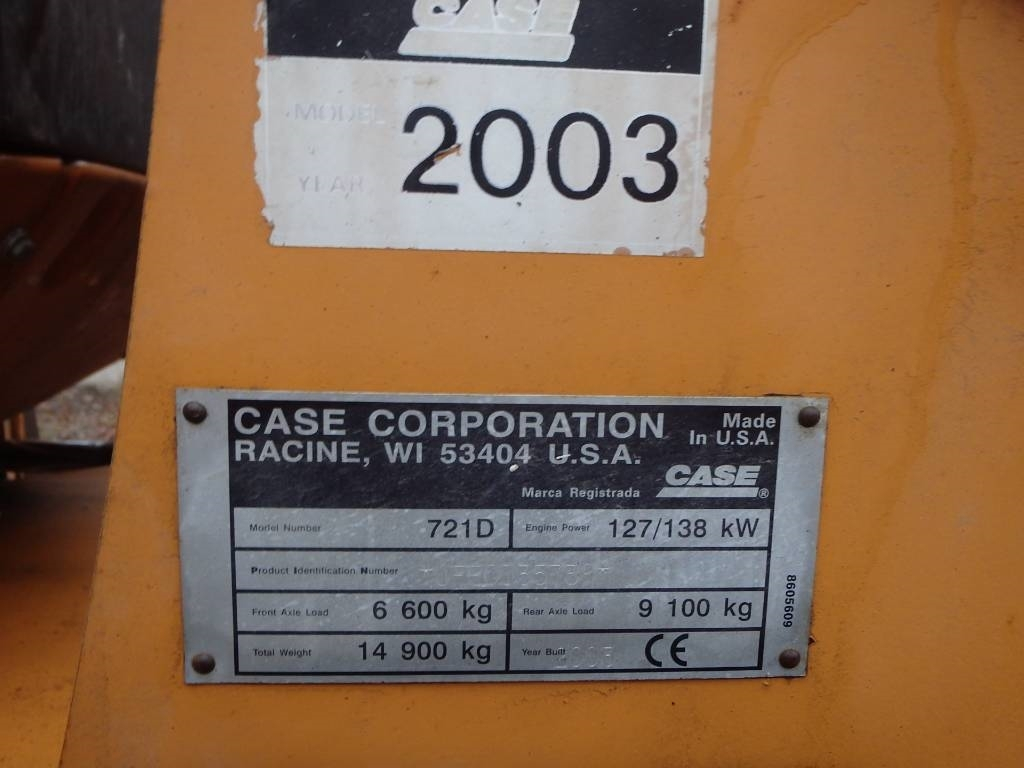 CASE
MODEL
YEAR 2003
CASE CORPORATION
RACINE, WI 53404 U.S.A.
Made
In U.S.A.
Marca Registrada CASE ®
Model Number 721D Engine Power 127/138 kW
Product Identification Number
Front Axle Load 6 600 kg Rear Axle Load 9 100 kg
Total Weight 14 900 kg Year Built 2003 CE
8605609